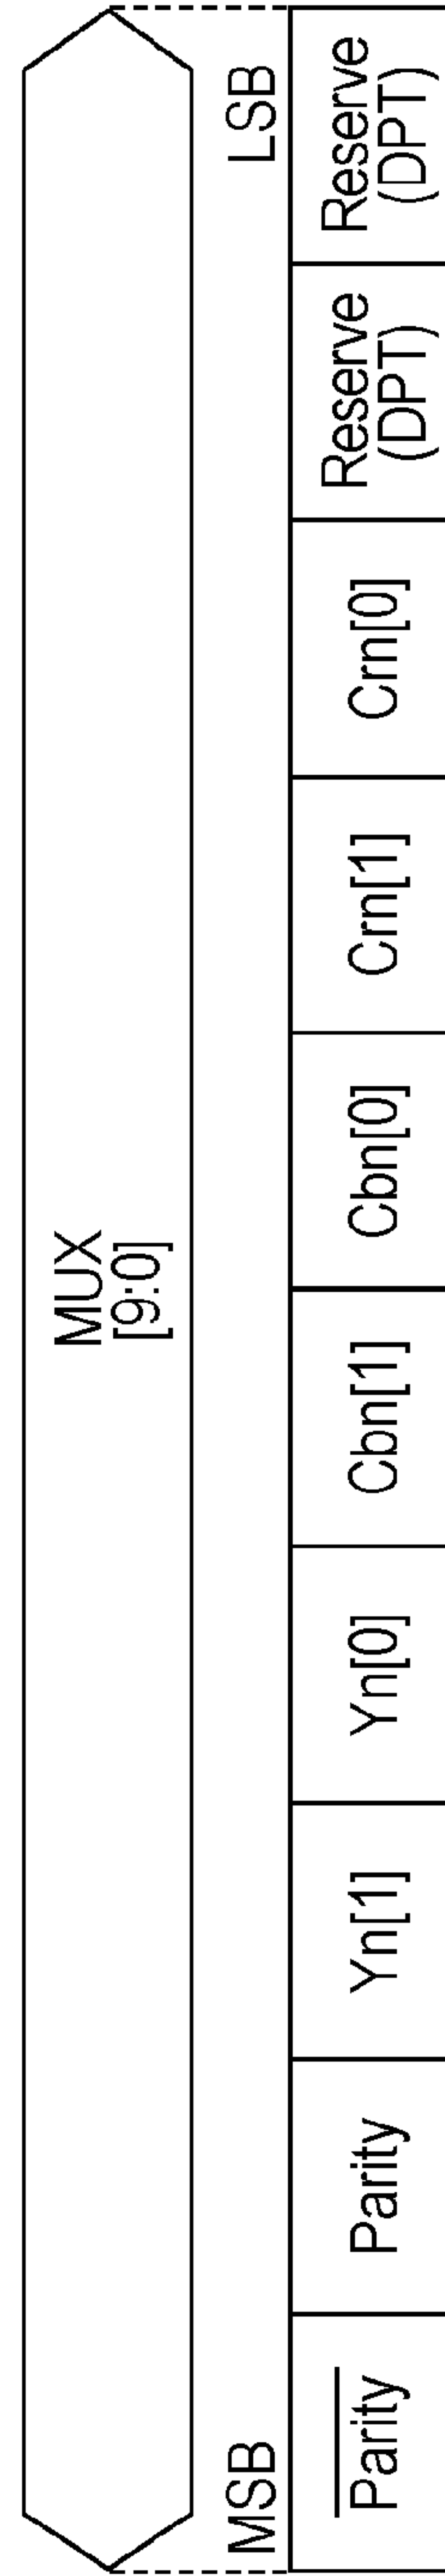 MUX
[9:0]
MSB
LSB
P̅a̅r̅i̅t̅y̅
Parity
Yn[1]
Yn[0]
Cbn[1]
Cbn[0]
Crn[1]
Crn[0]
Reserve
(DPT)
Reserve
(DPT)